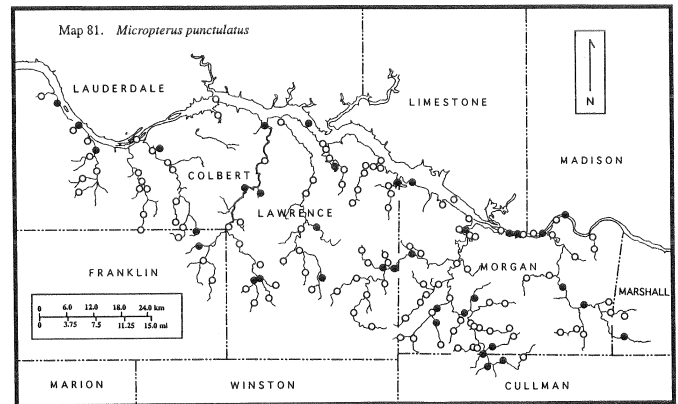 Map 81. Micropterus punctulatus
LAUDERDALE
LIMESTONE
N
MADISON
COLBERT
LAWRENCE
FRANKLIN
MORGAN
MARSHALL
0 6.0 12.0 18.0 24.0 km
0 3.75 7.5 11.25 15.0 mi
MARION
WINSTON
CULLMAN